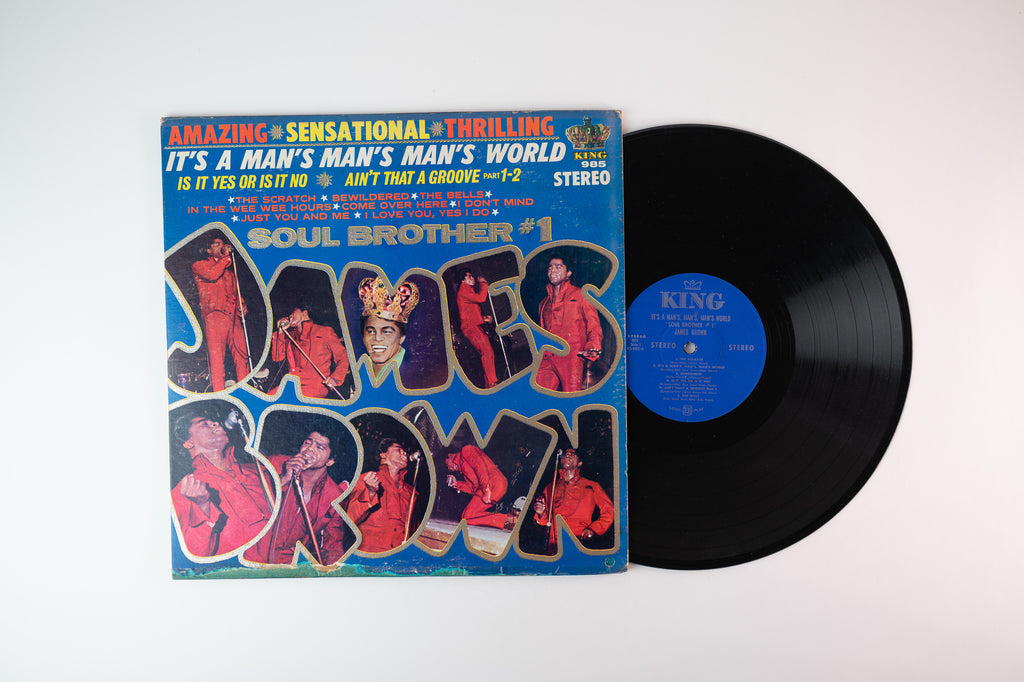 AMAZING SENSATIONAL THRILLING
IT'S A MAN'S MAN'S MAN'S WORLD
KING
985
IS IT YES OR IS IT NO AIN'T THAT A GROOVE PART 1-2
STEREO
THE SCRATCH BEWILDERED THE BELLS
IN THE WEE WEE HOURS COME OVER HERE I DON'T MIND
JUST YOU AND ME I LOVE YOU, YES I DO
SOUL BROTHER #1
JAMES
BROWN
KING
IT'S A MAN'S, MAN'S, MAN'S WORLD
"SOUL BROTHER # 1"
JAMES BROWN
STEREO STEREO